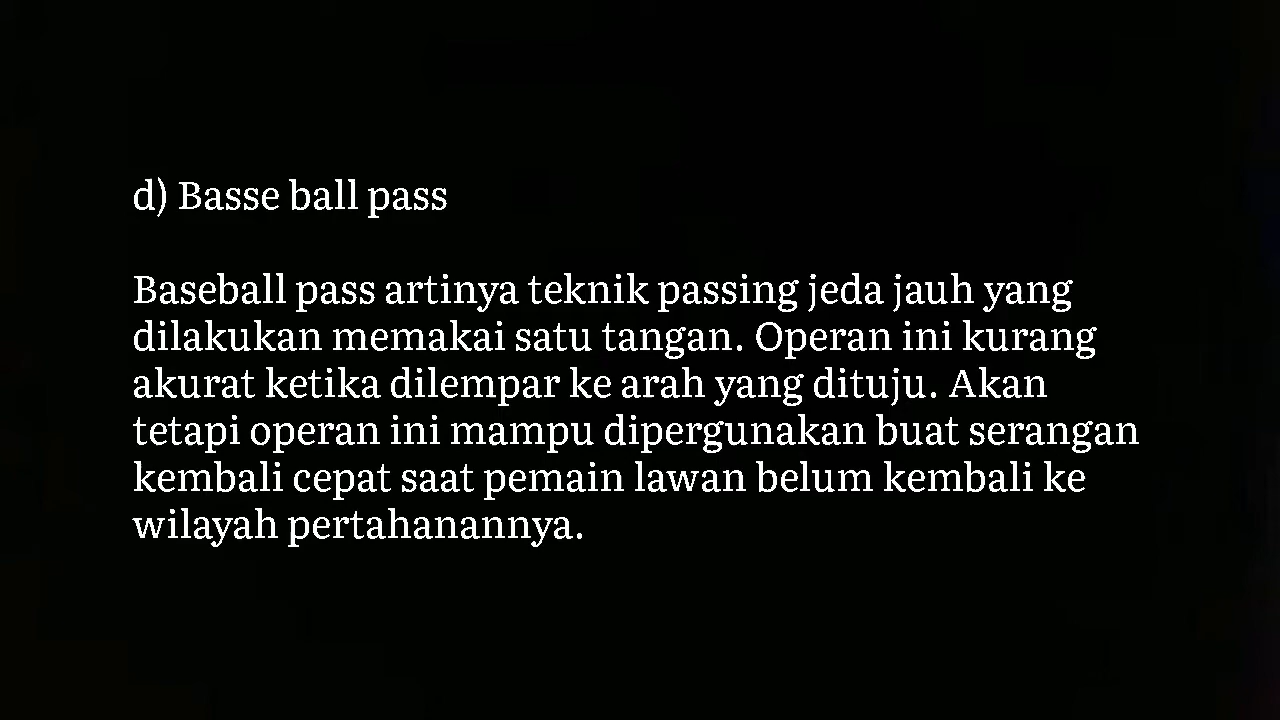 d) Basse ball pass
Baseball pass artinya teknik passing jeda jauh yang
dilakukan memakai satu tangan. Operan ini kurang
akurat ketika dilempar ke arah yang dituju. Akan
tetapi operan ini mampu dipergunakan buat serangan
kembali cepat saat pemain lawan belum kembali ke
wilayah pertahanannya.